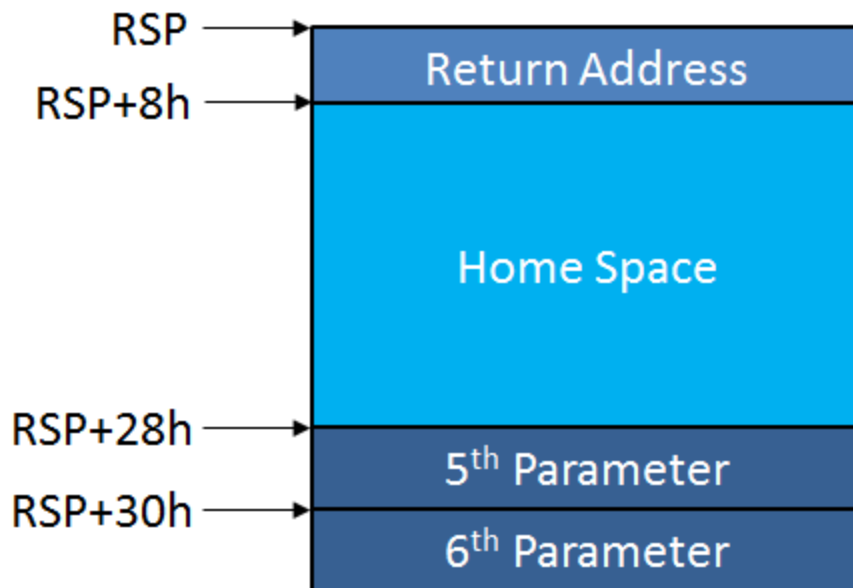 RSP
Return Address
RSP+8h
Home Space
RSP+28h
5th Parameter
RSP+30h
6th Parameter